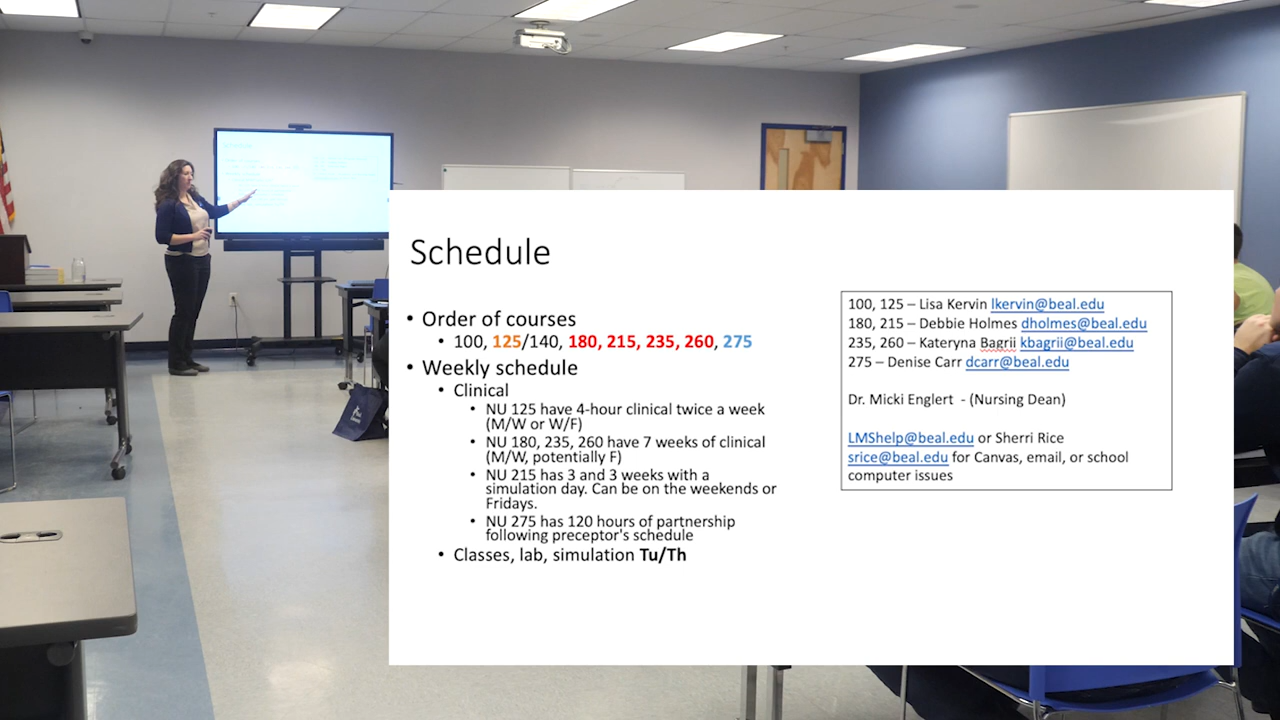 Schedule
• Order of courses
• 100, 125/140, 180, 215, 235, 260, 275
• Weekly schedule
• Clinical
• NU 125 have 4-hour clinical twice a week
(M/W or W/F)
• NU 180, 235, 260 have 7 weeks of clinical
(M/W, potentially F)
• NU 215 has 3 and 3 weeks with a
simulation day. Can be on the weekends or
Fridays.
• NU 275 has 120 hours of partnership
following preceptor's schedule
• Classes, lab, simulation Tu/Th
100, 125 – Lisa Kervin lkervin@beal.edu
180, 215 – Debbie Holmes dholmes@beal.edu
235, 260 – Kateryna Bagrii kbagrii@beal.edu
275 – Denise Carr dcarr@beal.edu
Dr. Micki Englert - (Nursing Dean)
LMShelp@beal.edu or Sherri Rice
srice@beal.edu for Canvas, email, or school
computer issues